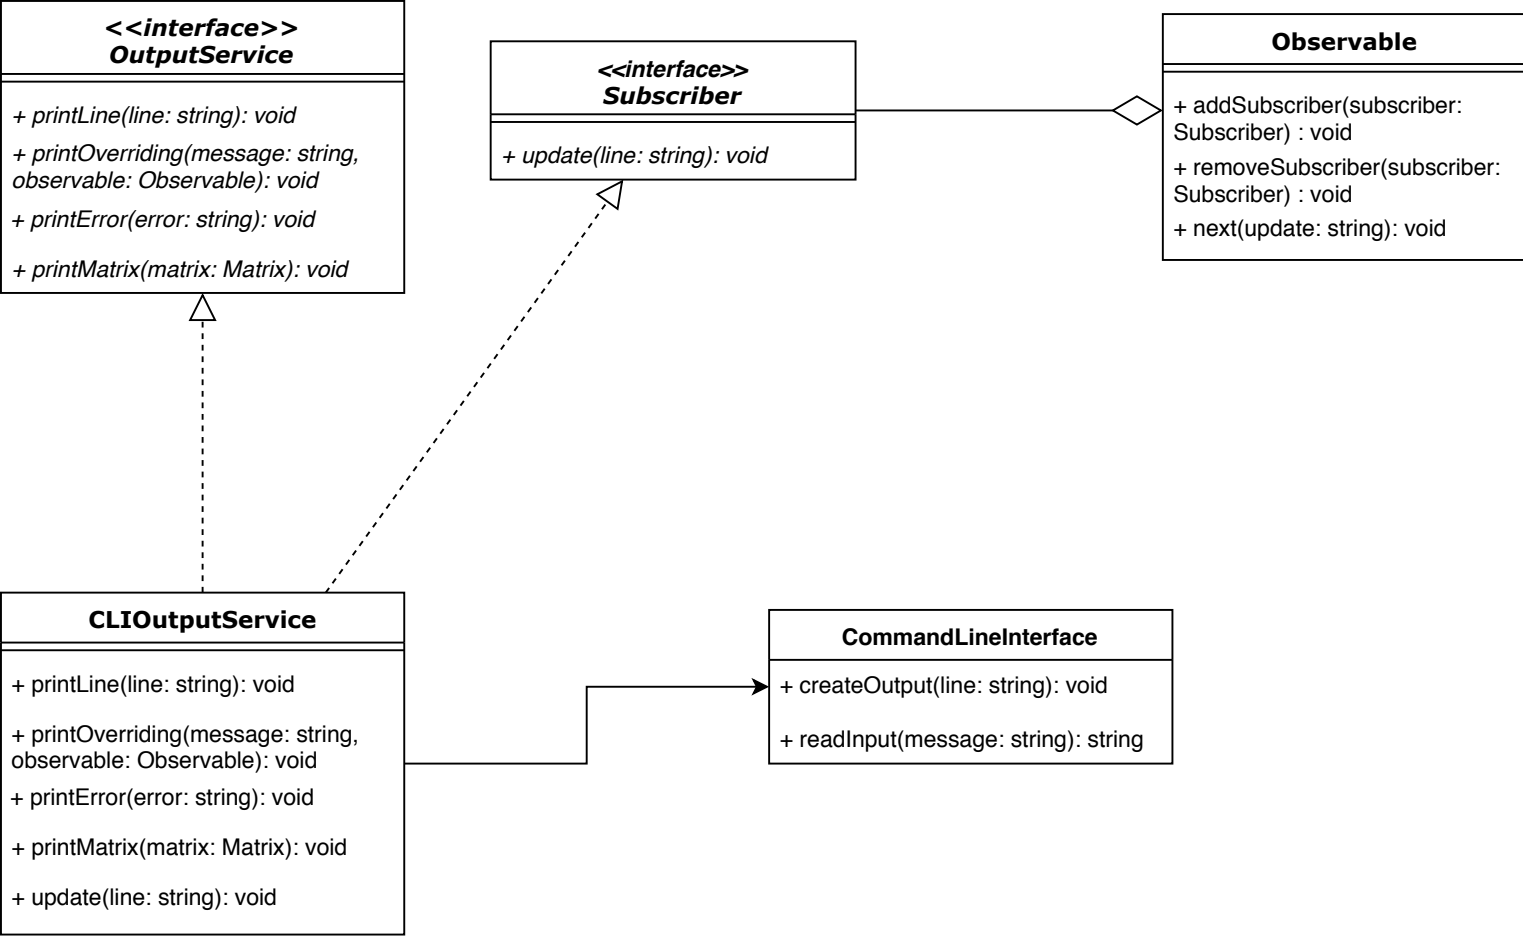 <<interface>>
OutputService
+ printLine(line: string): void
+ printOverriding(message: string,
observable: Observable): void
+ printError(error: string): void
+ printMatrix(matrix: Matrix): void
<<interface>>
Subscriber
+ update(line: string): void
Observable
+ addSubscriber(subscriber:
Subscriber) : void
+ removeSubscriber(subscriber:
Subscriber) : void
+ next(update: string): void
CLIOutputService
+ printLine(line: string): void
+ printOverriding(message: string,
observable: Observable): void
+ printError(error: string): void
+ printMatrix(matrix: Matrix): void
+ update(line: string): void
CommandLineInterface
+ createOutput(line: string): void
+ readInput(message: string): string